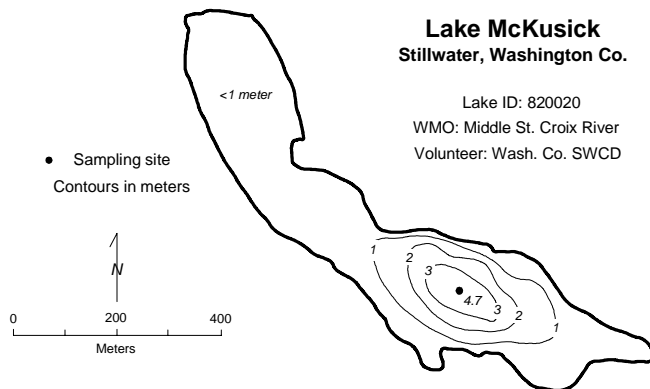 Lake McKusick
Stillwater, Washington Co.
Lake ID: 820020
WMO: Middle St. Croix River
Volunteer: Wash. Co. SWCD
<1 meter
Sampling site
Contours in meters
N
0 200 400
Meters
1
2
3
4.7
3
2
1